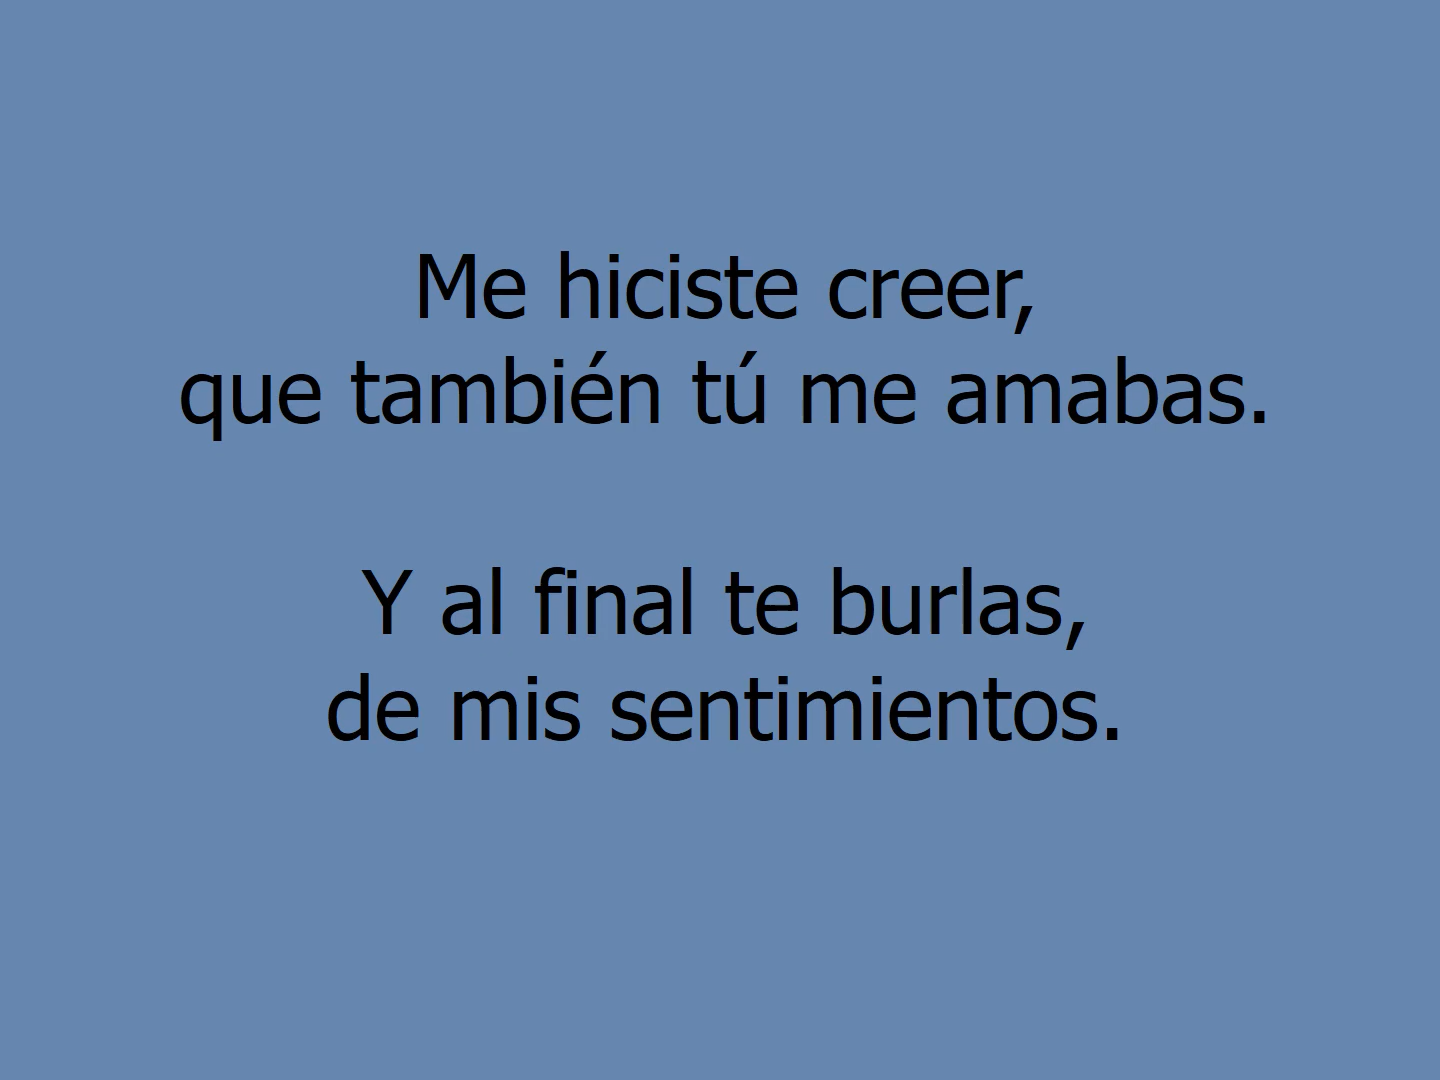 Me hiciste creer,
que también tú me amabas.
Y al final te burlas,
de mis sentimientos.